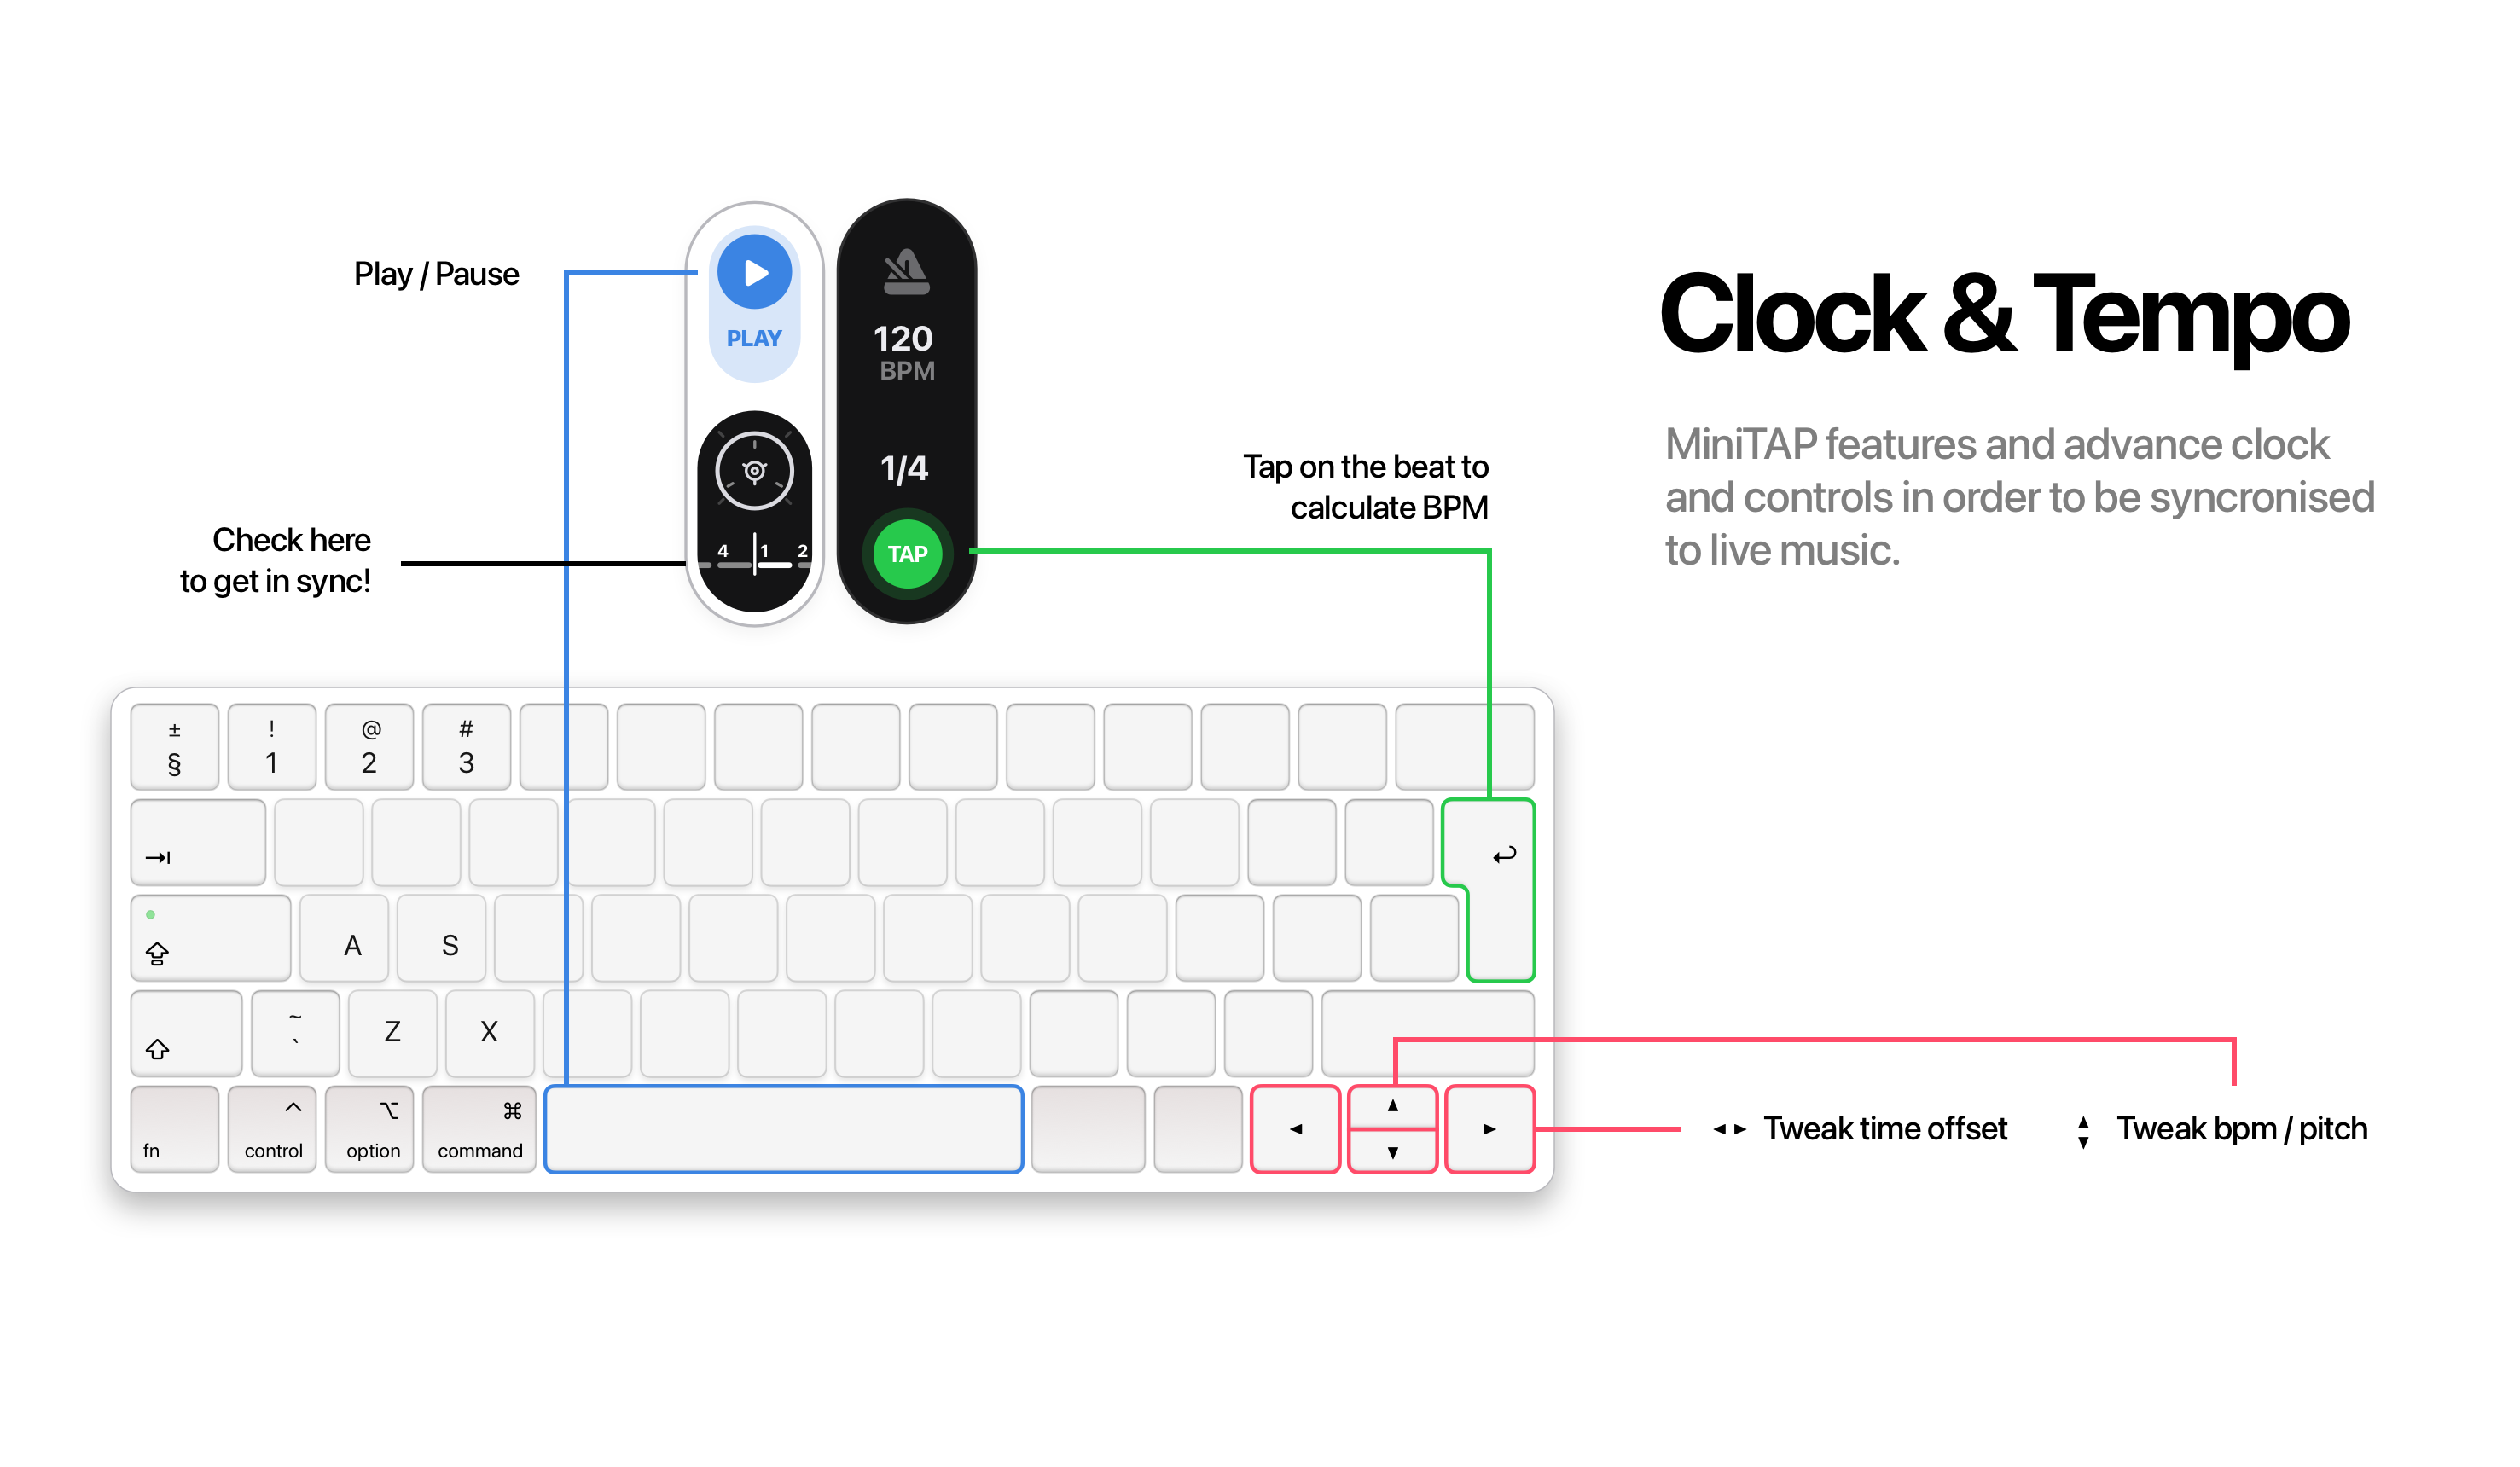 Clock & Tempo
MiniTAP features and advance clock
and controls in order to be syncronised
to live music.
Play / Pause
PLAY
120
BPM
1/4
TAP
4 1 2
Check here
to get in sync!
Tap on the beat to
calculate BPM
± ! @ #
§ 1 2 3
A S
~
` Z X
fn control option command
Tweak time offset
Tweak bpm / pitch